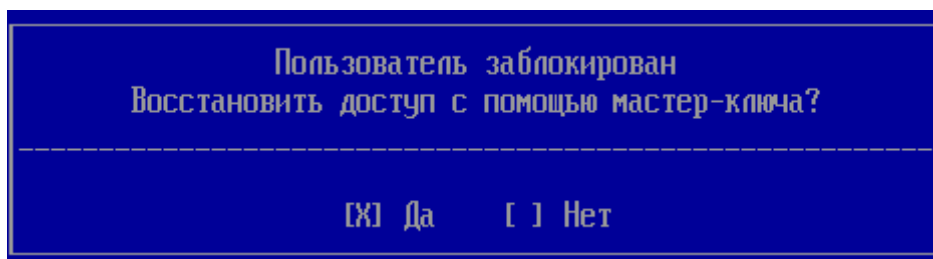 Пользователь заблокирован
Восстановить доступ с помощью мастер-ключа?
[X] Да [ ] Нет